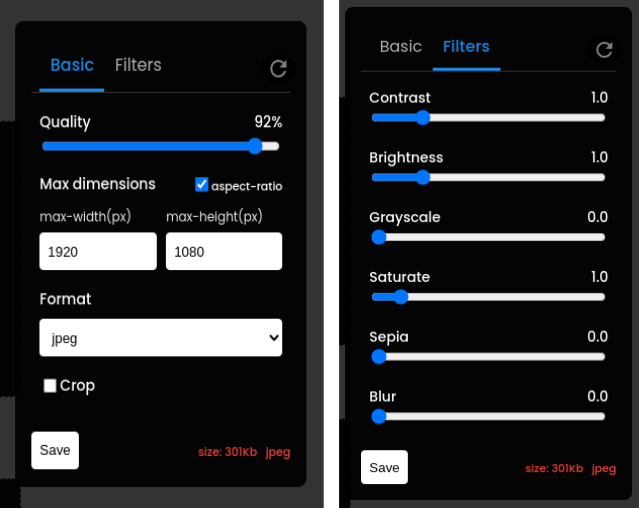 Basic Filters
Quality 92%
Max dimensions aspect-ratio
max-width(px) max-height(px)
1920 1080
Format
jpeg
Crop
Save size: 301Kb jpeg
Basic Filters
Contrast 1.0
Brightness 1.0
Grayscale 0.0
Saturate 1.0
Sepia 0.0
Blur 0.0
Save size: 301Kb jpeg